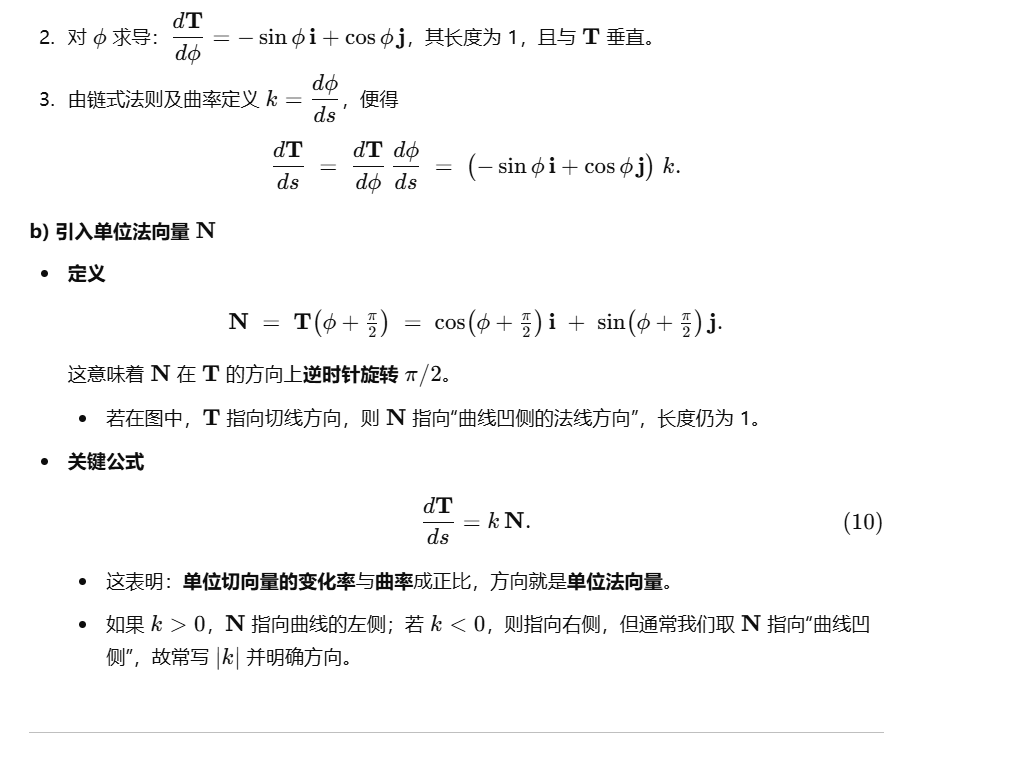 2. 对 ϕ 求导：dT/dϕ = − sin ϕ i + cos ϕ j，其长度为 1，且与 T 垂直。
3. 由链式法则及曲率定义 k = dϕ/ds，便得
dT/ds = dT/dϕ dϕ/ds = (− sin ϕ i + cos ϕ j) k.
b) 引入单位法向量 N
• 定义
N = T(ϕ + π/2) = cos(ϕ + π/2) i + sin(ϕ + π/2) j.
这意味着 N 在 T 的方向上逆时针旋转 π/2。
• 若在图中，T 指向切线方向，则 N 指向“曲线凹侧的法线方向”，长度仍为 1。
• 关键公式
dT/ds = k N. (10)
• 这表明：单位切向量的变化率与曲率成正比，方向就是单位法向量。
• 如果 k > 0，N 指向曲线的左侧；若 k < 0，则指向右侧，但通常我们取 N 指向“曲线凹
侧”，故常写 |k| 并明确方向。